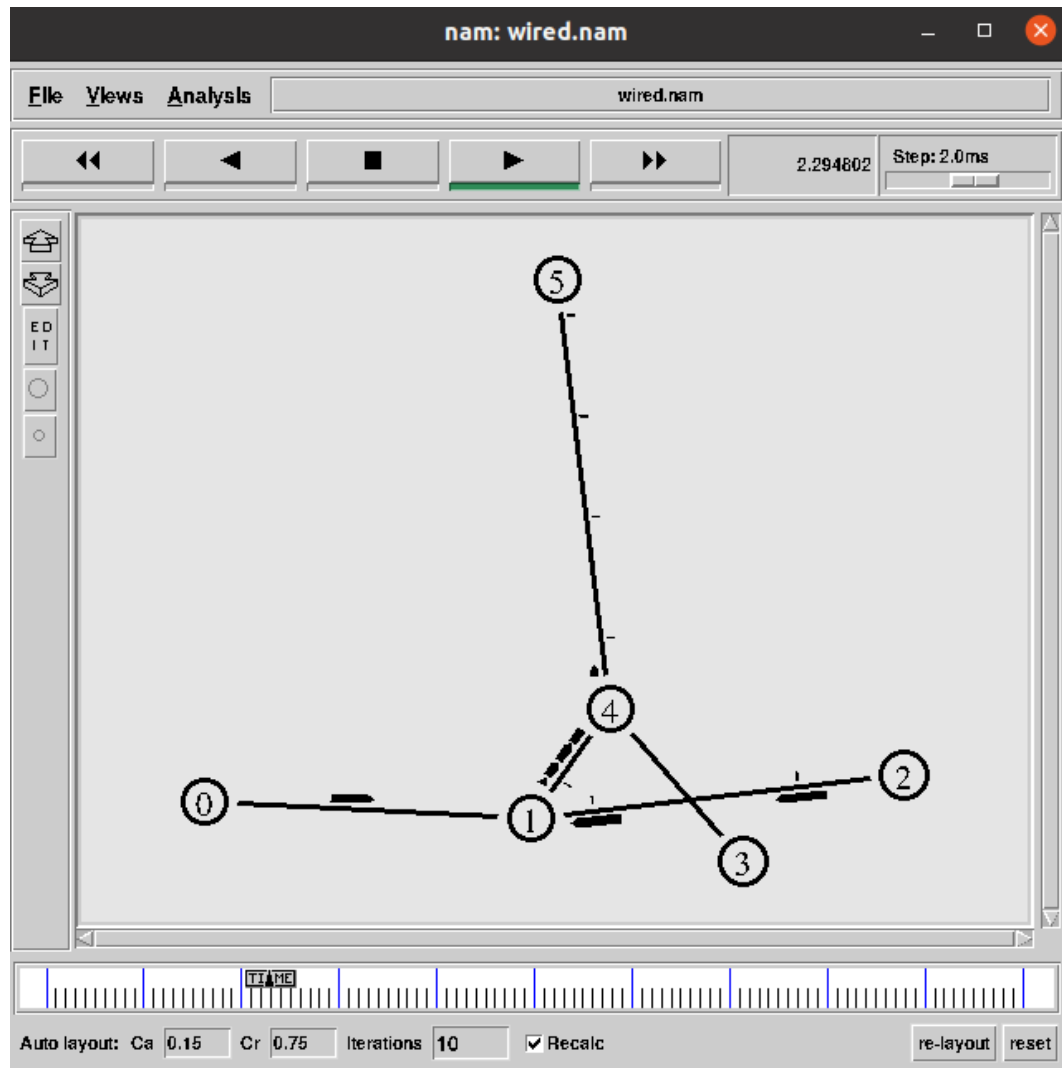 nam: wired.nam
File Views Analysis wired.nam
2.294802 Step: 2.0ms
ED
IT
5
4
0 1 2
3
TIME
Auto layout: Ca 0.15 Cr 0.75 Iterations 10 Recalc re-layout reset